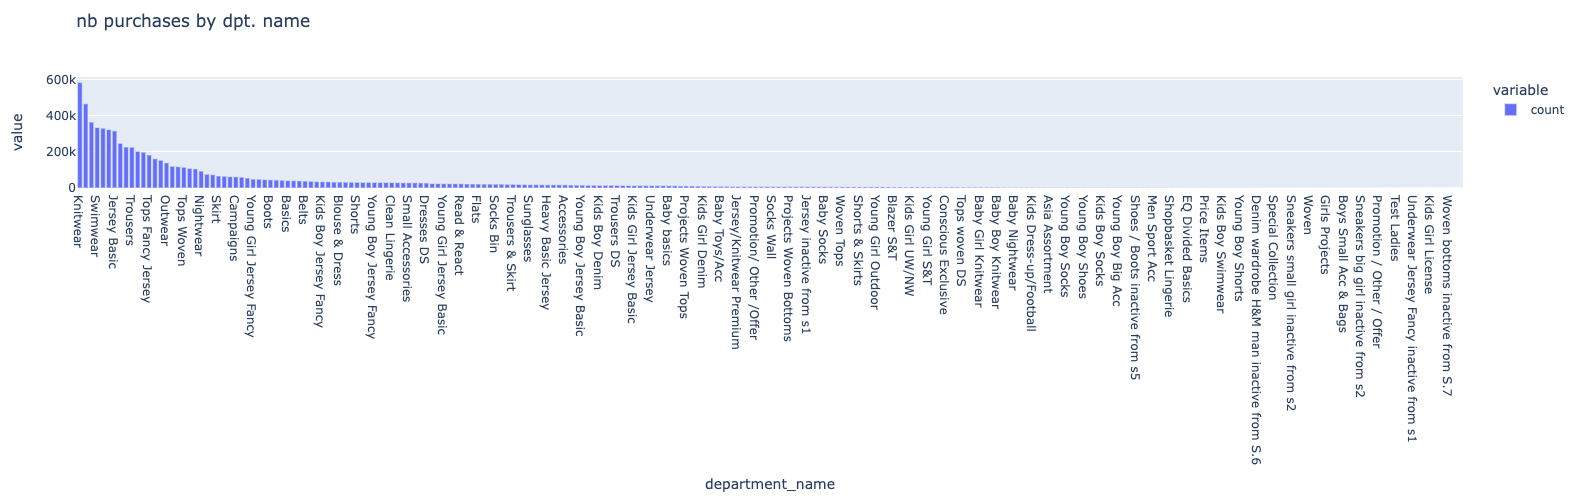 nb purchases by dpt. name
600k
400k
200k
0
value
variable
count
Knitwear
Swimwear
Jersey Basic
Trousers
Tops Fancy Jersey
Outwear
Tops Woven
Nightwear
Skirt
Campaigns
Young Girl Jersey Fancy
Boots
Basics
Belts
Kids Boy Jersey Fancy
Blouse & Dress
Shorts
Young Boy Jersey Fancy
Clean Lingerie
Small Accessories
Dresses DS
Young Girl Jersey Basic
Read & React
Flats
Socks Bin
Trousers & Skirt
Sunglasses
Heavy Basic Jersey
Accessories
Young Boy Jersey Basic
Kids Boy Denim
Trousers DS
Kids Girl Jersey Basic
Underwear Jersey
Baby basics
Projects Woven Tops
Kids Girl Denim
Baby Toys/Acc
Jersey/Knitwear Premium
Promotion/ Other /Offer
Socks Wall
Projects Woven Bottoms
Jersey inactive from s1
Baby Socks
Woven Tops
Shorts & Skirts
Young Girl Outdoor
Blazer S&T
Kids Girl UW/NW
Young Girl S&T
Conscious Exclusive
Tops woven DS
Baby Girl Knitwear
Baby Boy Knitwear
Baby Nightwear
Kids Dress-up/Football
Asia Assortment
Young Boy Socks
Young Boy Shoes
Kids Boy Socks
Young Boy Big Acc
Shoes / Boots inactive from s5
Men Sport Acc
Shopbasket Lingerie
EQ Divided Basics
Price Items
Kids Boy Swimwear
Young Boy Shorts
Denim wardrobe H&M man inactive from S.6
Special Collection
Sneakers small girl inactive from s2
Woven
Girls Projects
Boys Small Acc & Bags
Sneakers big girl inactive from s2
Promotion / Other / Offer
Test Ladies
Underwear Jersey Fancy inactive from s1
Kids Girl License
Woven bottoms inactive from S.7
department_name